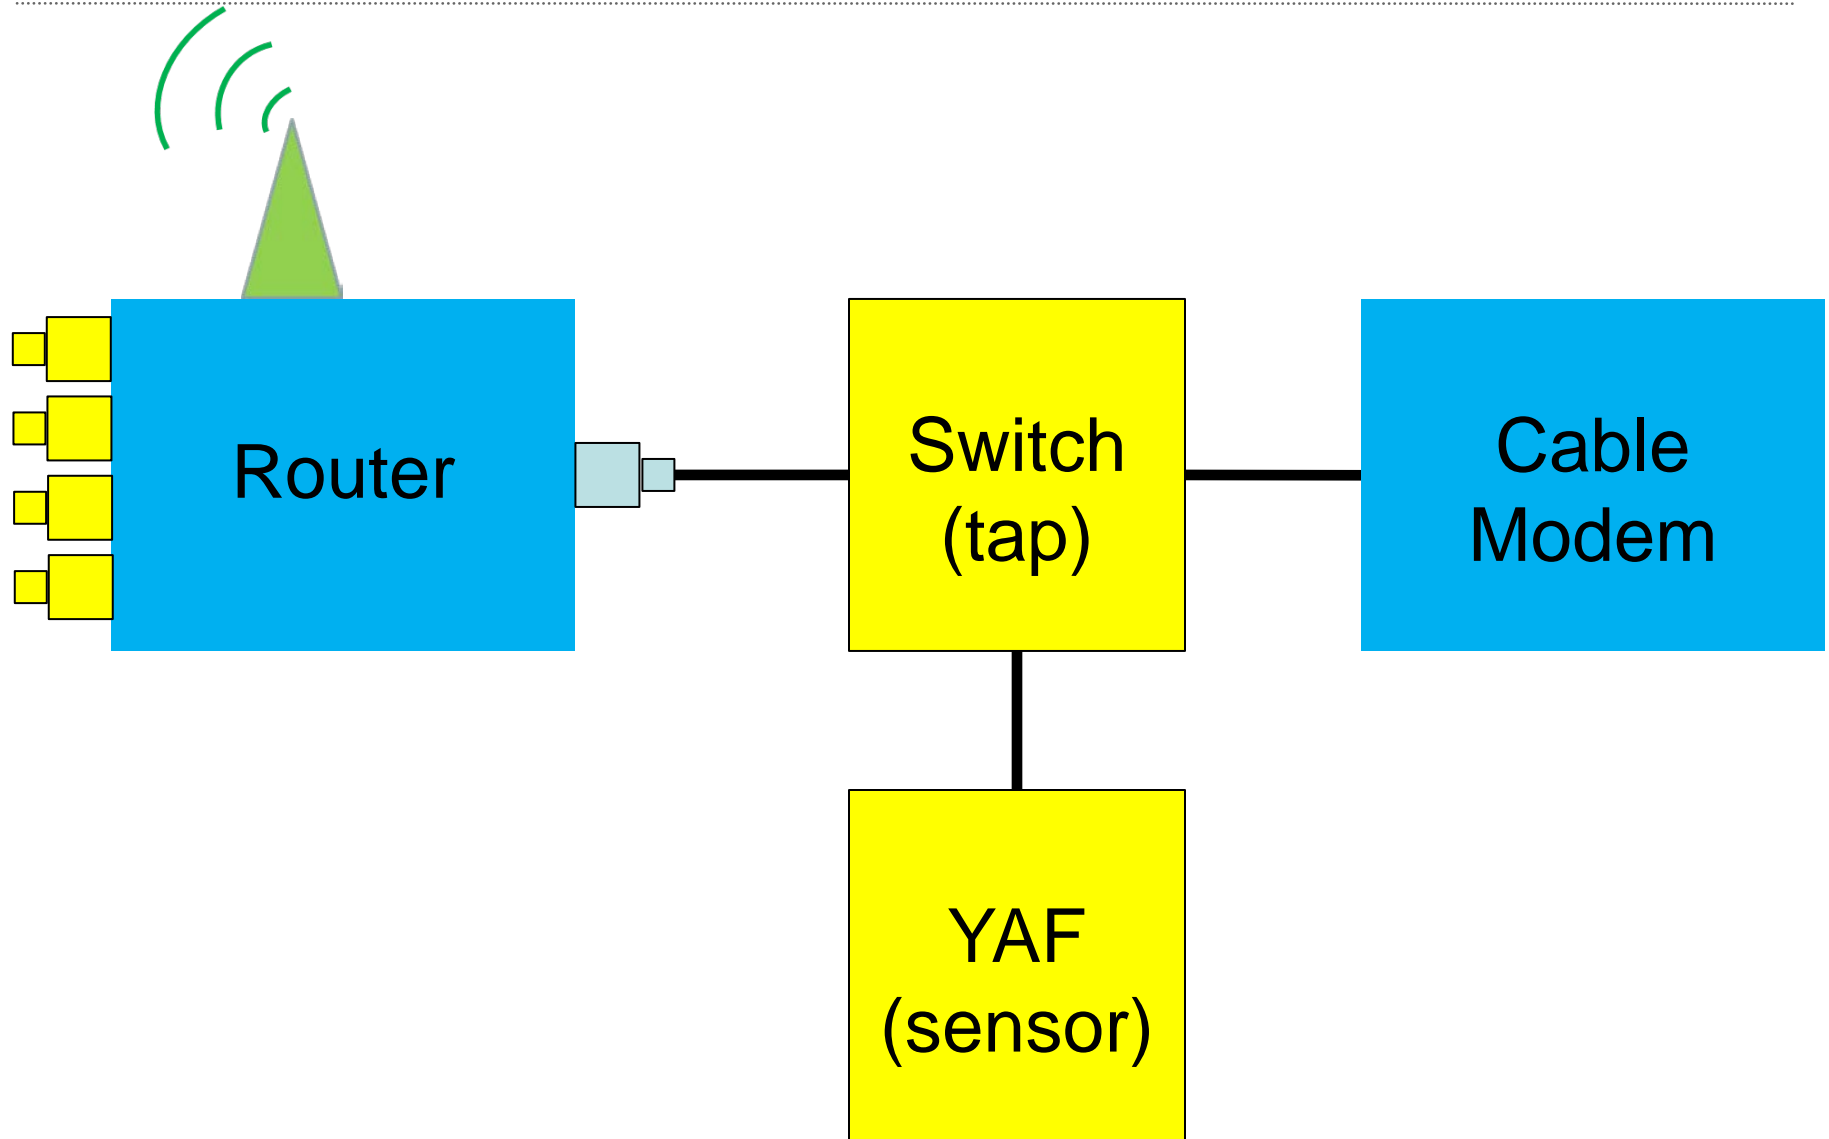 Router
Switch
(tap)
Cable
Modem
YAF
(sensor)